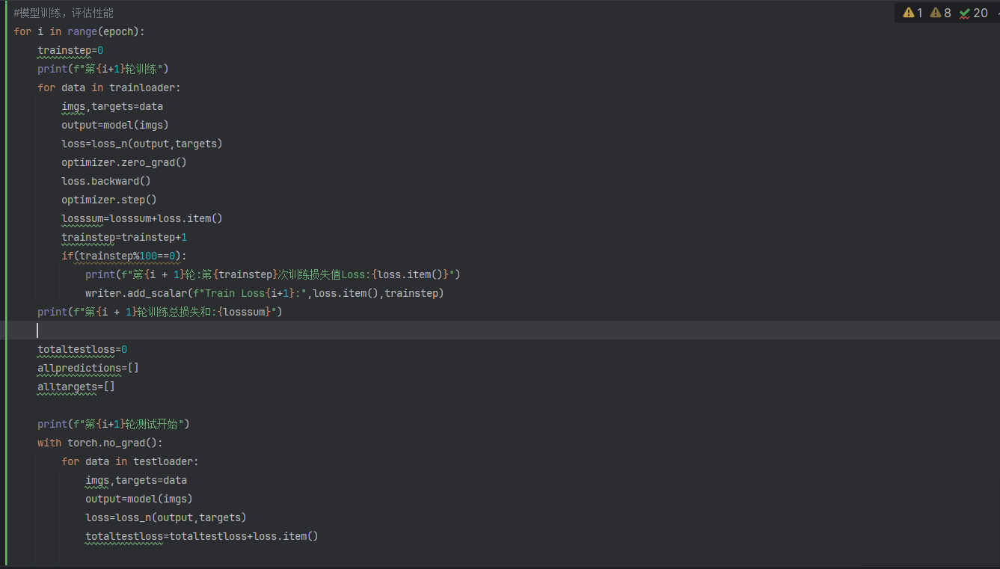 #模型训练，评估性能
1 8 20
for i in range(epoch):
    trainstep=0
    print(f"第{i+1}轮训练")
    for data in trainloader:
        imgs,targets=data
        output=model(imgs)
        loss=loss_n(output,targets)
        optimizer.zero_grad()
        loss.backward()
        optimizer.step()
        losssum=losssum+loss.item()
        trainstep=trainstep+1
        if(trainstep%100==0):
            print(f"第{i + 1}轮:第{trainstep}次训练损失值Loss:{loss.item()}")
            writer.add_scalar(f"Train Loss{i+1}:",loss.item(),trainstep)
    print(f"第{i + 1}轮训练总损失和:{losssum}")
    totaltestloss=0
    allpredictions=[]
    alltargets=[]
    print(f"第{i+1}轮测试开始")
    with torch.no_grad():
        for data in testloader:
            imgs,targets=data
            output=model(imgs)
            loss=loss_n(output,targets)
            totaltestloss=totaltestloss+loss.item()